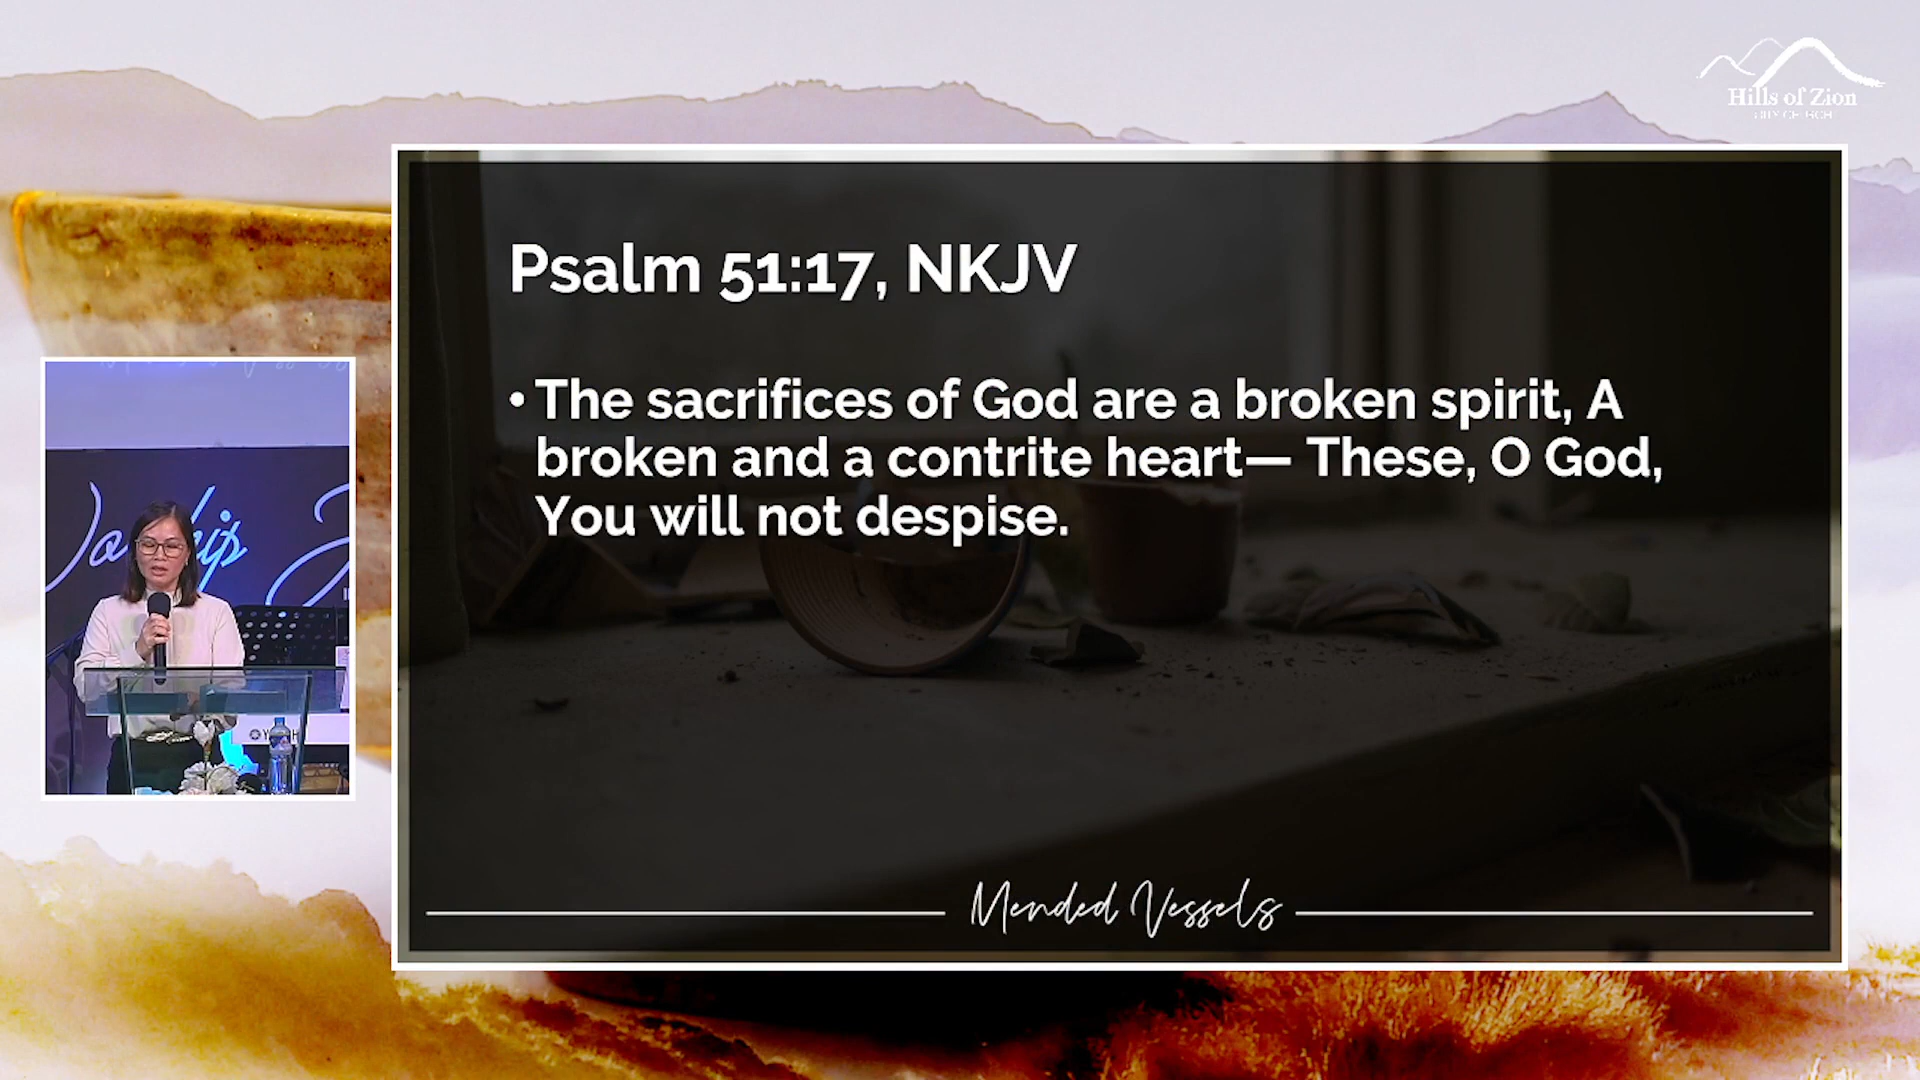 Hills of Zion
Psalm 51:17, NKJV
• The sacrifices of God are a broken spirit, A
broken and a contrite heart— These, O God,
You will not despise.
Mended Vessels